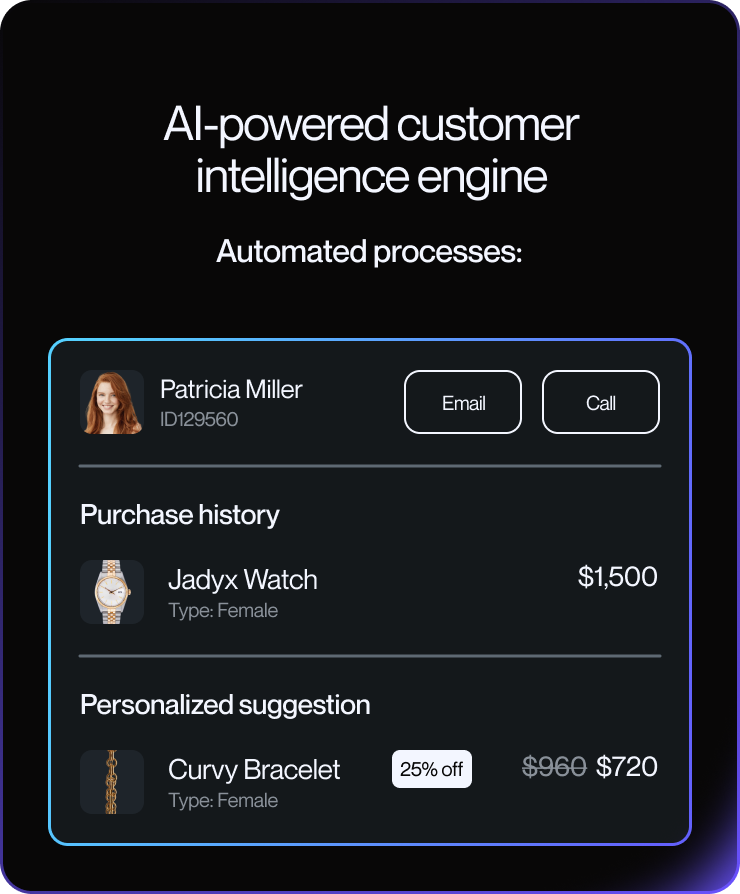 AI-powered customer
intelligence engine
Automated processes:
Patricia Miller
ID129560
Email
Call
Purchase history
Jadyx Watch
$1,500
Type: Female
Personalized suggestion
Curvy Bracelet
25% off
$960 $720
Type: Female